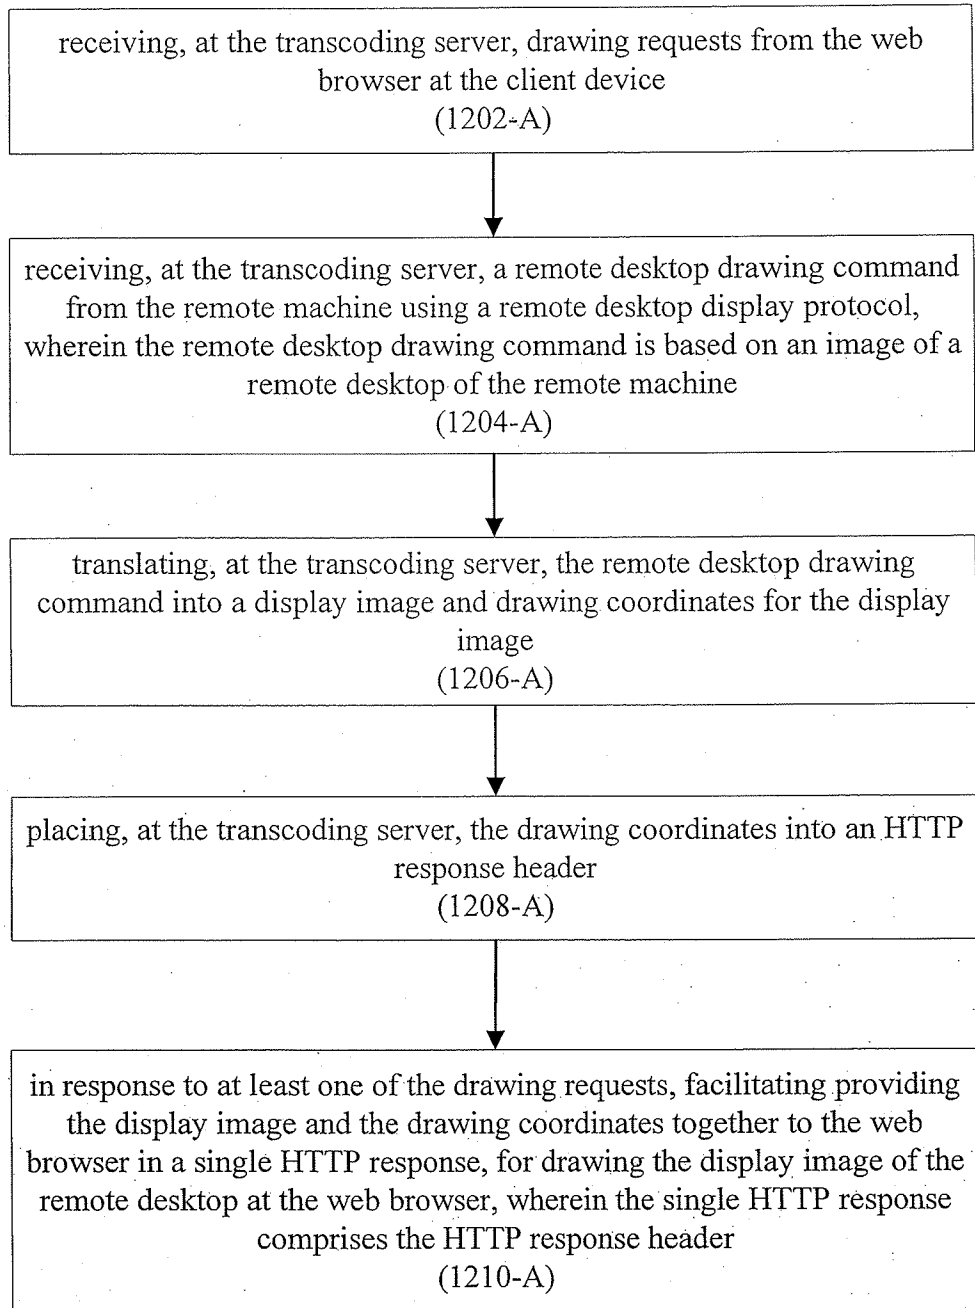 receiving, at the transcoding server, drawing requests from the web
browser at the client device
(1202-A)
receiving, at the transcoding server, a remote desktop drawing command
from the remote machine using a remote desktop display protocol,
wherein the remote desktop drawing command is based on an image of a
remote desktop of the remote machine
(1204-A)
translating, at the transcoding server, the remote desktop drawing
command into a display image and drawing coordinates for the display
image
(1206-A)
placing, at the transcoding server, the drawing coordinates into an HTTP
response header
(1208-A)
in response to at least one of the drawing requests, facilitating providing
the display image and the drawing coordinates together to the web
browser in a single HTTP response, for drawing the display image of the
remote desktop at the web browser, wherein the single HTTP response
comprises the HTTP response header
(1210-A)